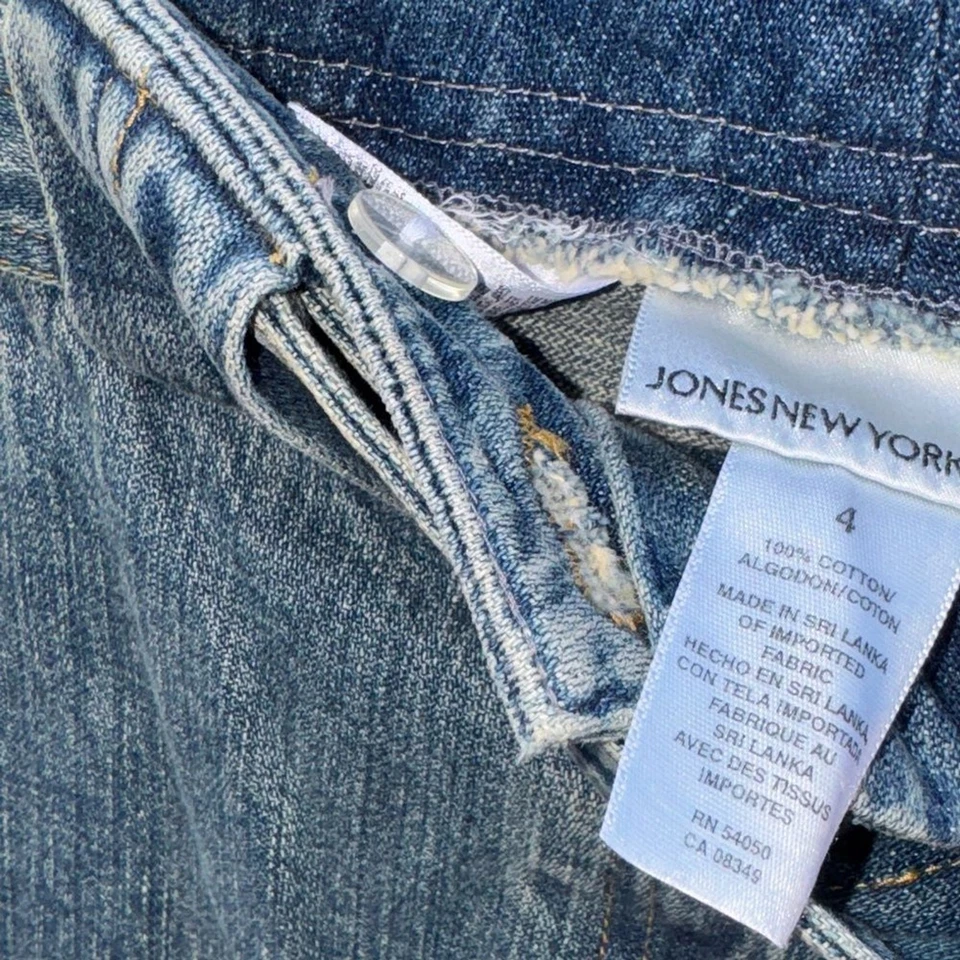 JONES NEW YORK
4
100% COTTON/
ALGODON/COTON
MADE IN SRI LANKA
OF IMPORTED
FABRIC
HECHO EN SRI LANKA
CON TELA IMPORTADA
FABRIQUE AU
SRI LANKA
AVEC DES TISSUS
IMPORTES
RN 54050
CA 08349